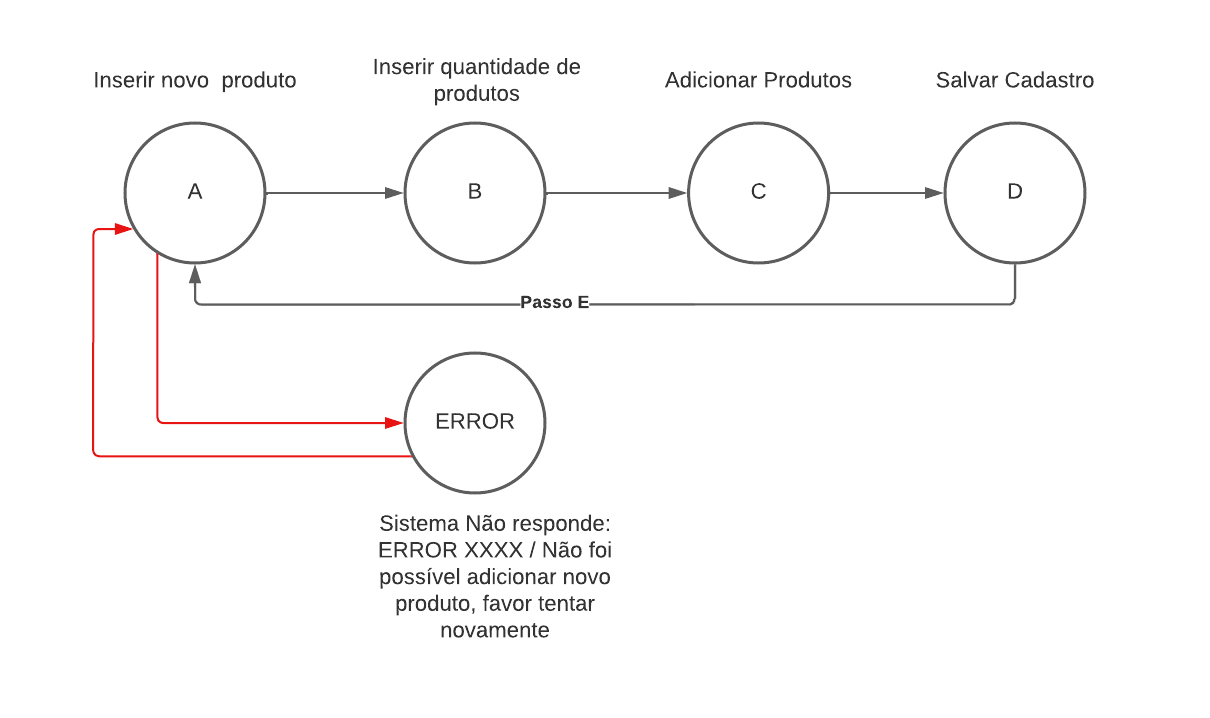 Inserir novo  produto
Inserir quantidade de
produtos
Adicionar Produtos
Salvar Cadastro
A
B
C
D
Passo E
ERROR
Sistema Não responde:
ERROR XXXX / Não foi
possível adicionar novo
produto, favor tentar
novamente